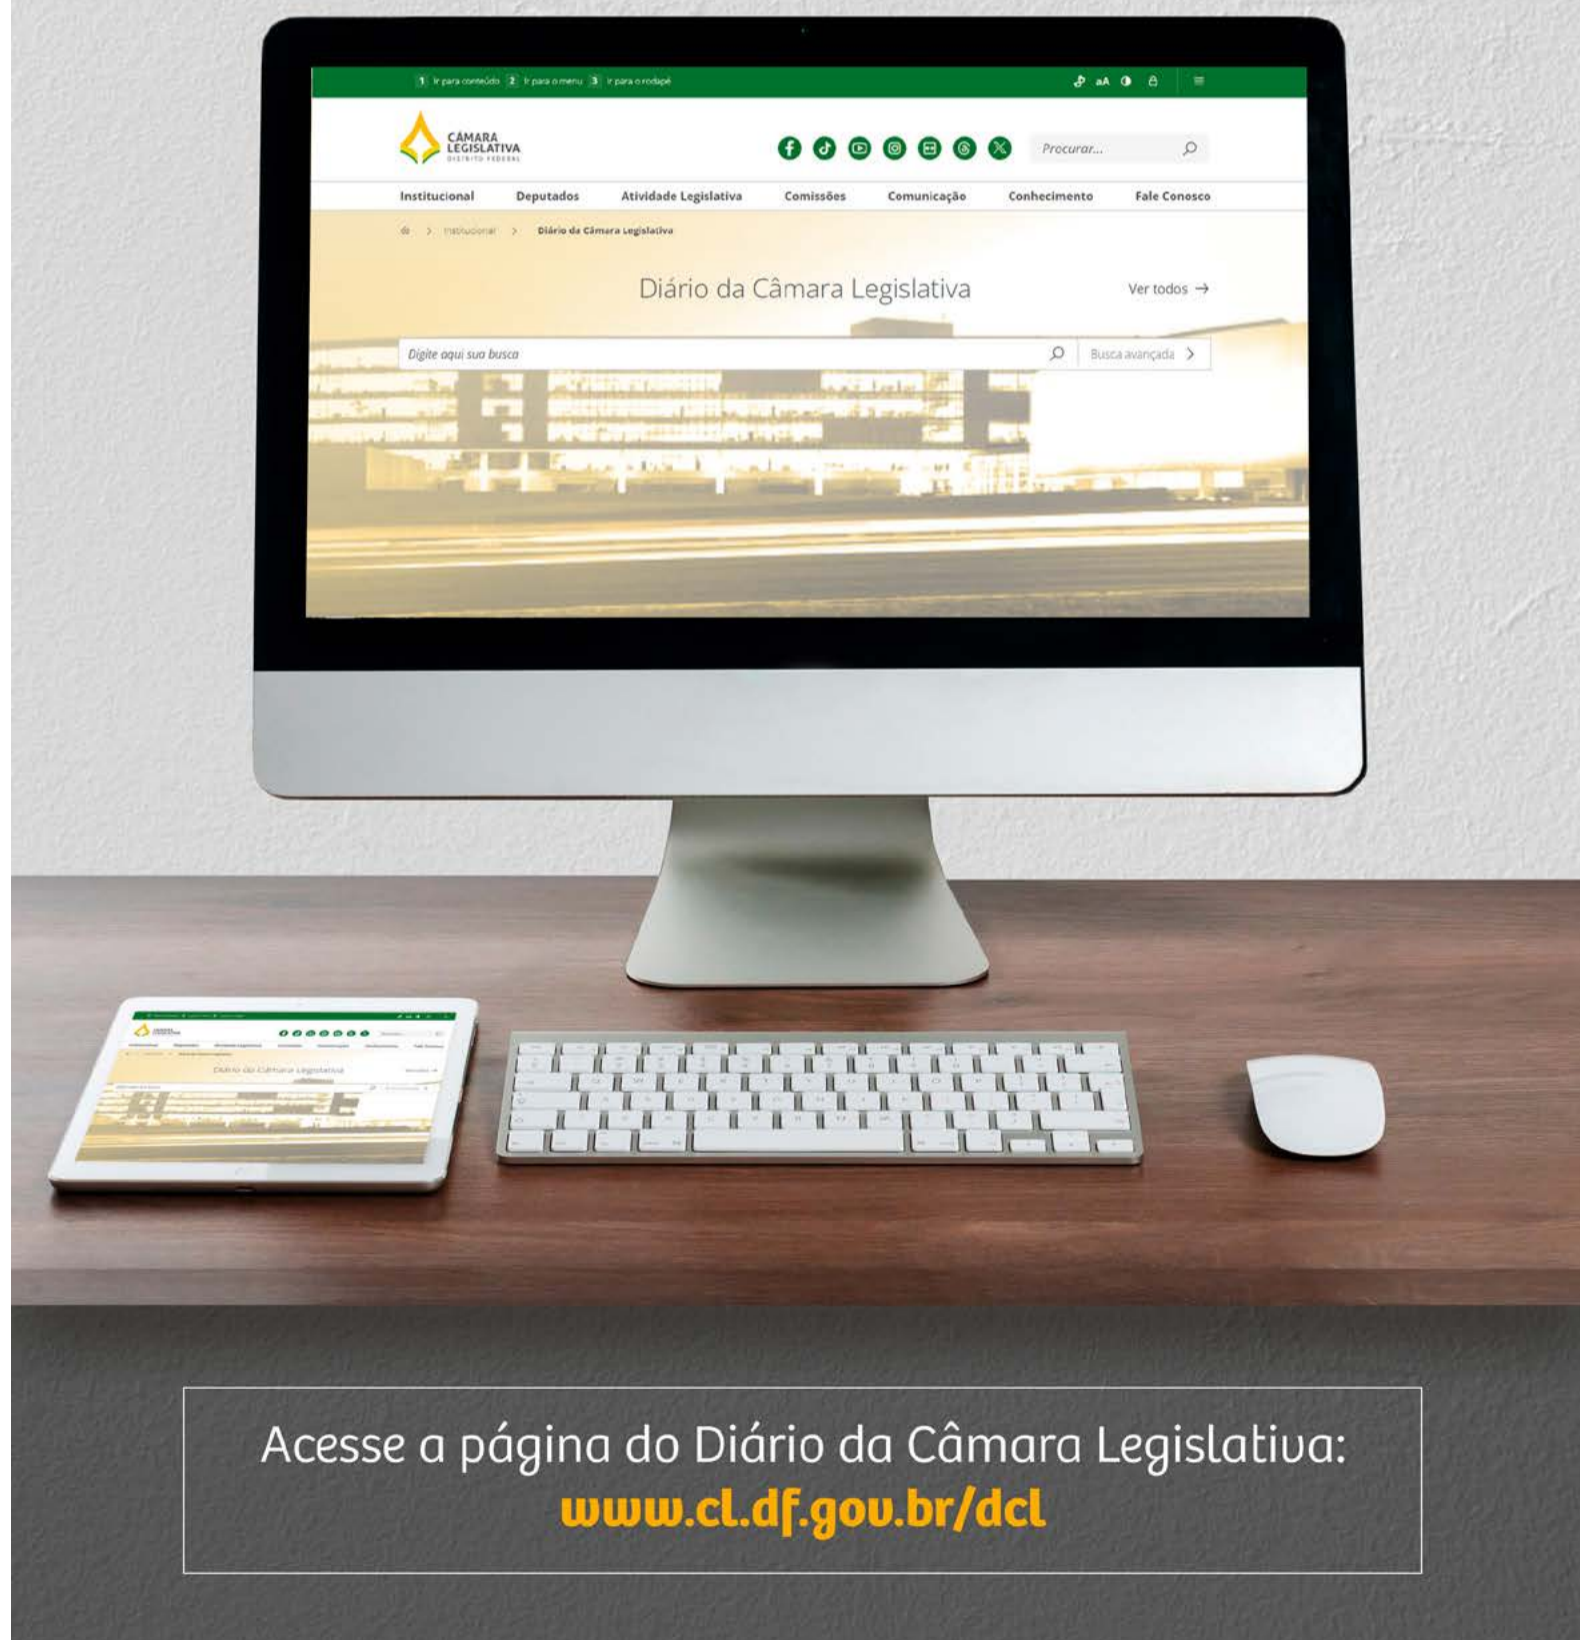 1 Ir para conteúdo 2 Ir para o menu 3 Ir para o rodapé
aA
CÂMARA
LEGISLATIVA
DISTRITO FEDERAL
Procurar...
Institucional Deputados Atividade Legislativa Comissões Comunicação Conhecimento Fale Conosco
Institucional > Diário da Câmara Legislativa
Diário da Câmara Legislativa
Ver todos →
Digite aqui sua busca
Busca avançada >
Diário da Câmara Legislativa
Acesse a página do Diário da Câmara Legislativa:
www.cl.df.gov.br/dcl